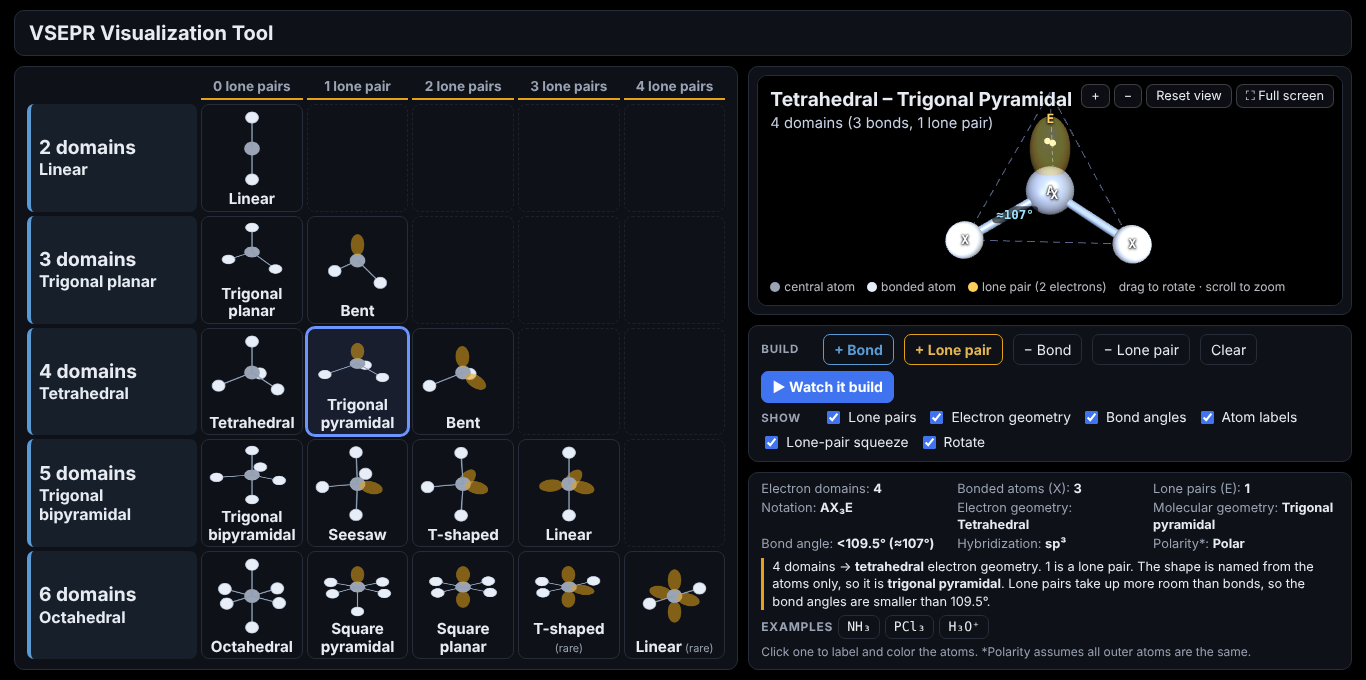 VSEPR Visualization Tool
0 lone pairs
1 lone pair
2 lone pairs
3 lone pairs
4 lone pairs
2 domains
Linear
Linear
3 domains
Trigonal planar
Trigonal
planar
Bent
4 domains
Tetrahedral
Tetrahedral
Trigonal
pyramidal
Bent
5 domains
Trigonal
bipyramidal
Trigonal
bipyramidal
Seesaw
T-shaped
Linear
6 domains
Octahedral
Octahedral
Square
pyramidal
Square
planar
T-shaped
(rare)
Linear (rare)
Tetrahedral – Trigonal Pyramidal
+
−
Reset view
⛶ Full screen
4 domains (3 bonds, 1 lone pair)
E
X
≈107°
X
X
central atom
bonded atom
lone pair (2 electrons)
drag to rotate · scroll to zoom
BUILD
+ Bond
+ Lone pair
− Bond
− Lone pair
Clear
▶ Watch it build
SHOW
Lone pairs
Electron geometry
Bond angles
Atom labels
Lone-pair squeeze
Rotate
Electron domains: 4
Bonded atoms (X): 3
Lone pairs (E): 1
Notation: AX₃E
Electron geometry:
Tetrahedral
Molecular geometry: Trigonal
pyramidal
Bond angle: <109.5° (≈107°)
Hybridization: sp³
Polarity*: Polar
4 domains → tetrahedral electron geometry. 1 is a lone pair. The shape is named from the
atoms only, so it is trigonal pyramidal. Lone pairs take up more room than bonds, so the
bond angles are smaller than 109.5°.
EXAMPLES
NH₃
PCl₃
H₃O⁺
Click one to label and color the atoms. *Polarity assumes all outer atoms are the same.